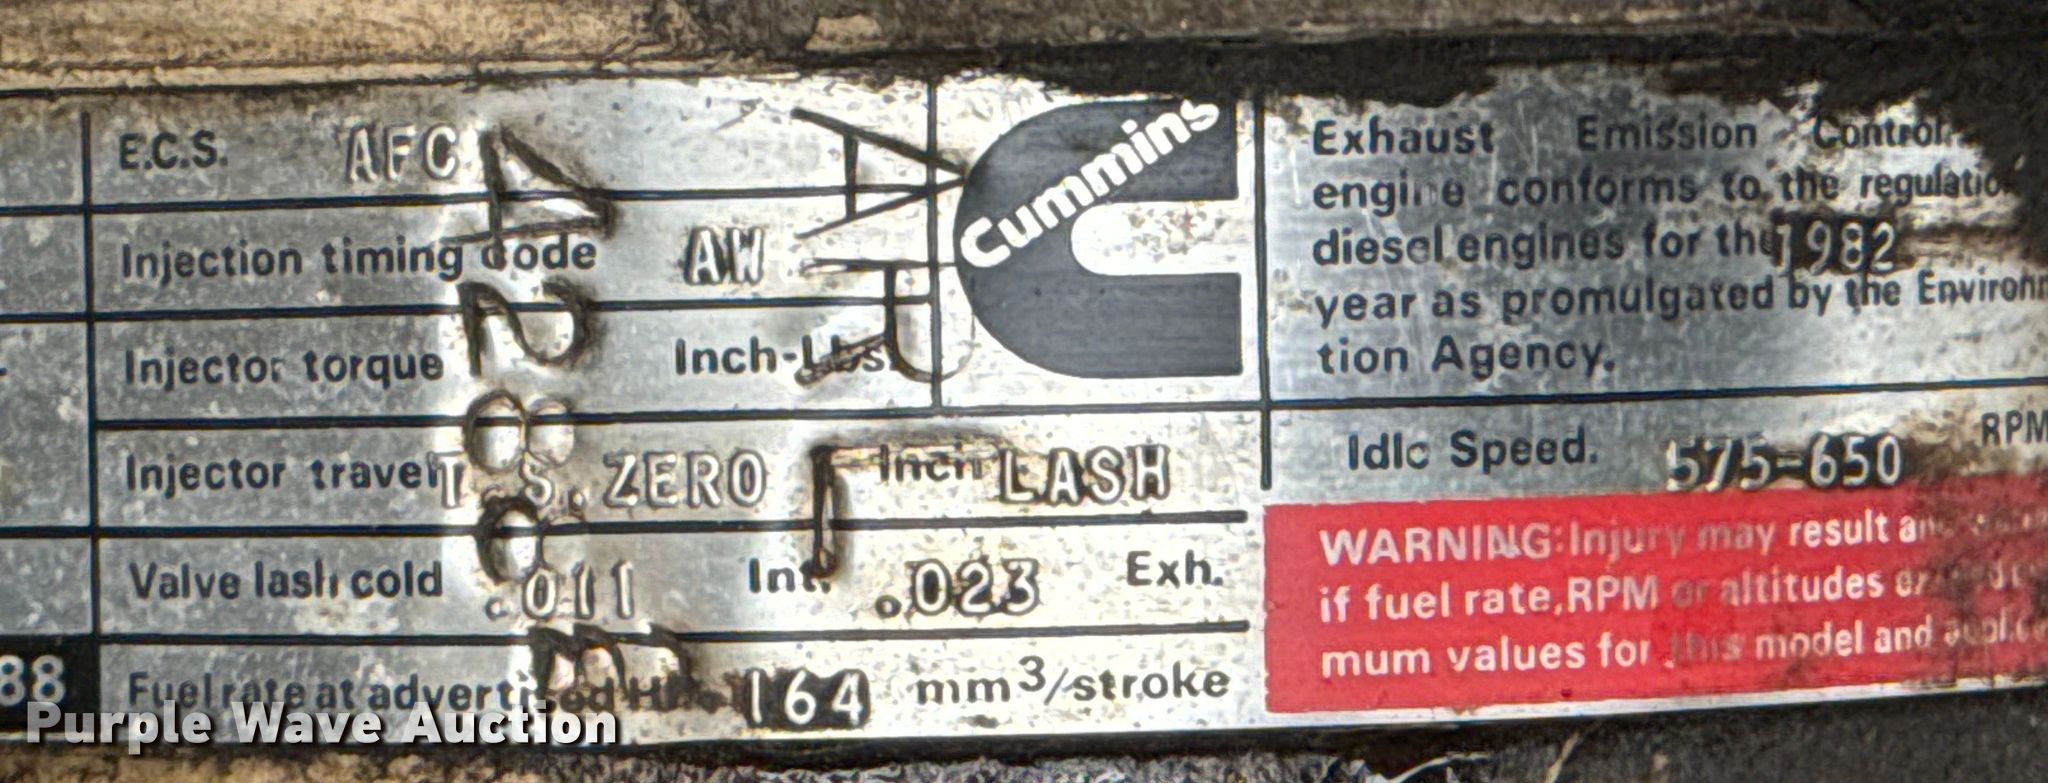 E.C.S. AFC
Injection timing code AW
Injector torque Inch-Lbs.
Injector travel T.S. ZERO Inch LASH
Valve lash cold .011 Int. .023 Exh.
88
Fuel rate at advertised 164 mm3/stroke
Cummins
Exhaust Emission Control
engine conforms to the
diesel engines for the 1982
year as promulgated by the
tion Agency.
Idle Speed. 575-650 RPM
WARNING: Injury may result
if fuel rate, RPM or altitudes
mum values for this model and
Purple Wave Auction